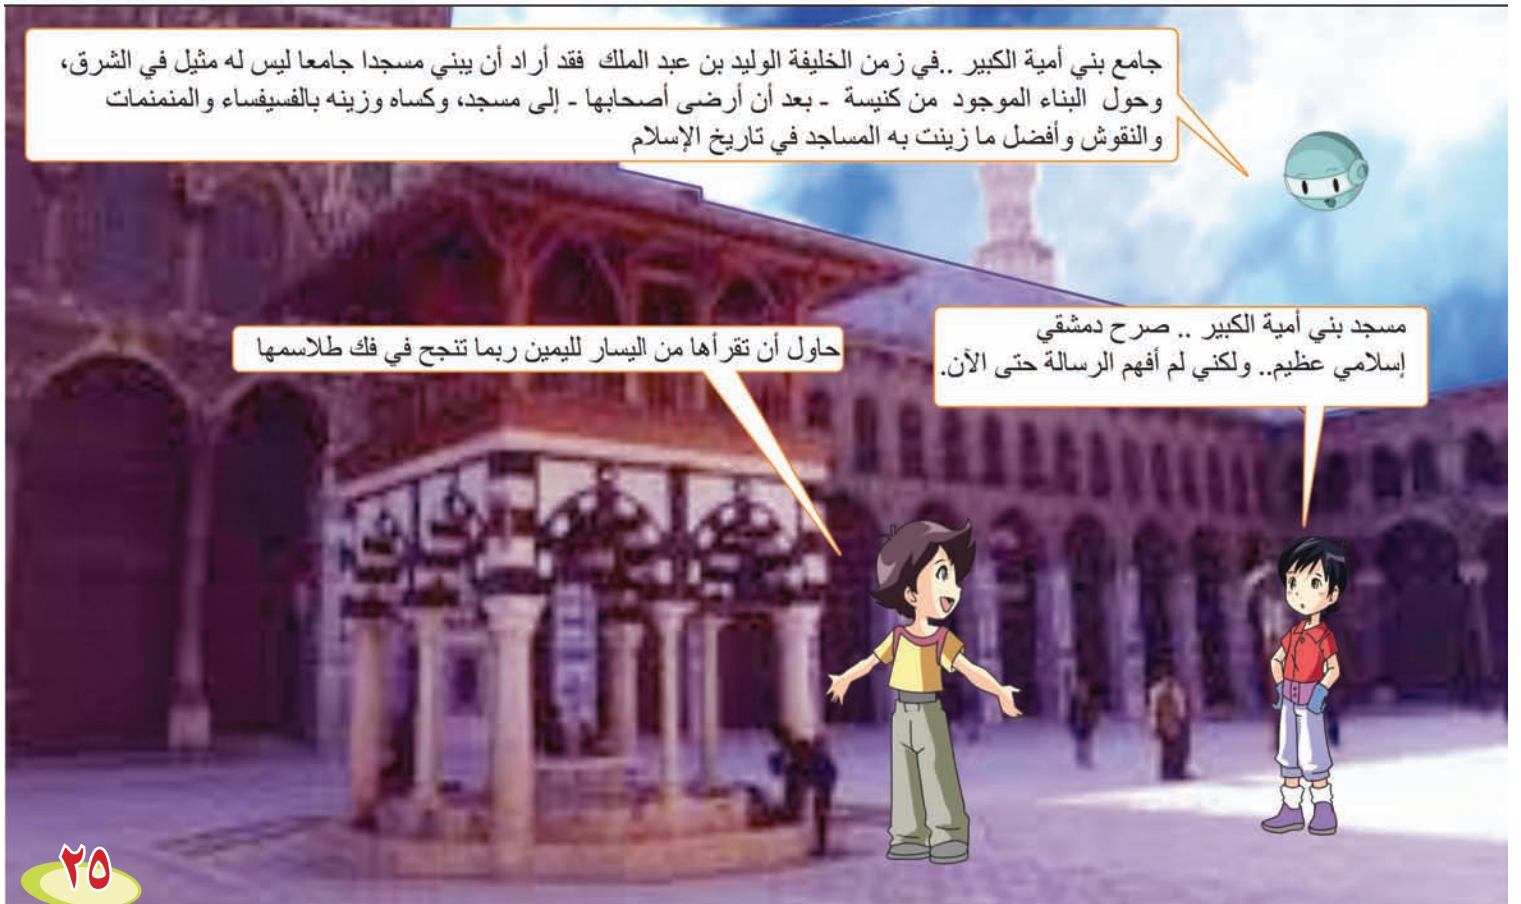 جامع بني أمية الكبير ..في زمن الخليفة الوليد بن عبد الملك فقد أراد أن يبني مسجدا جامعا ليس له مثيل في الشرق،
وحول البناء الموجود من كنيسة - بعد أن أرضى أصحابها - إلى مسجد، وكساه وزينه بالفسيفساء والمنمنمات
والنقوش وأفضل ما زينت به المساجد في تاريخ الإسلام
مسجد بني أمية الكبير .. صرح دمشقي
إسلامي عظيم.. ولكني لم أفهم الرسالة حتى الآن.
حاول أن تقرأها من اليسار لليمين ربما تنجح في فك طلاسمها
٢٥